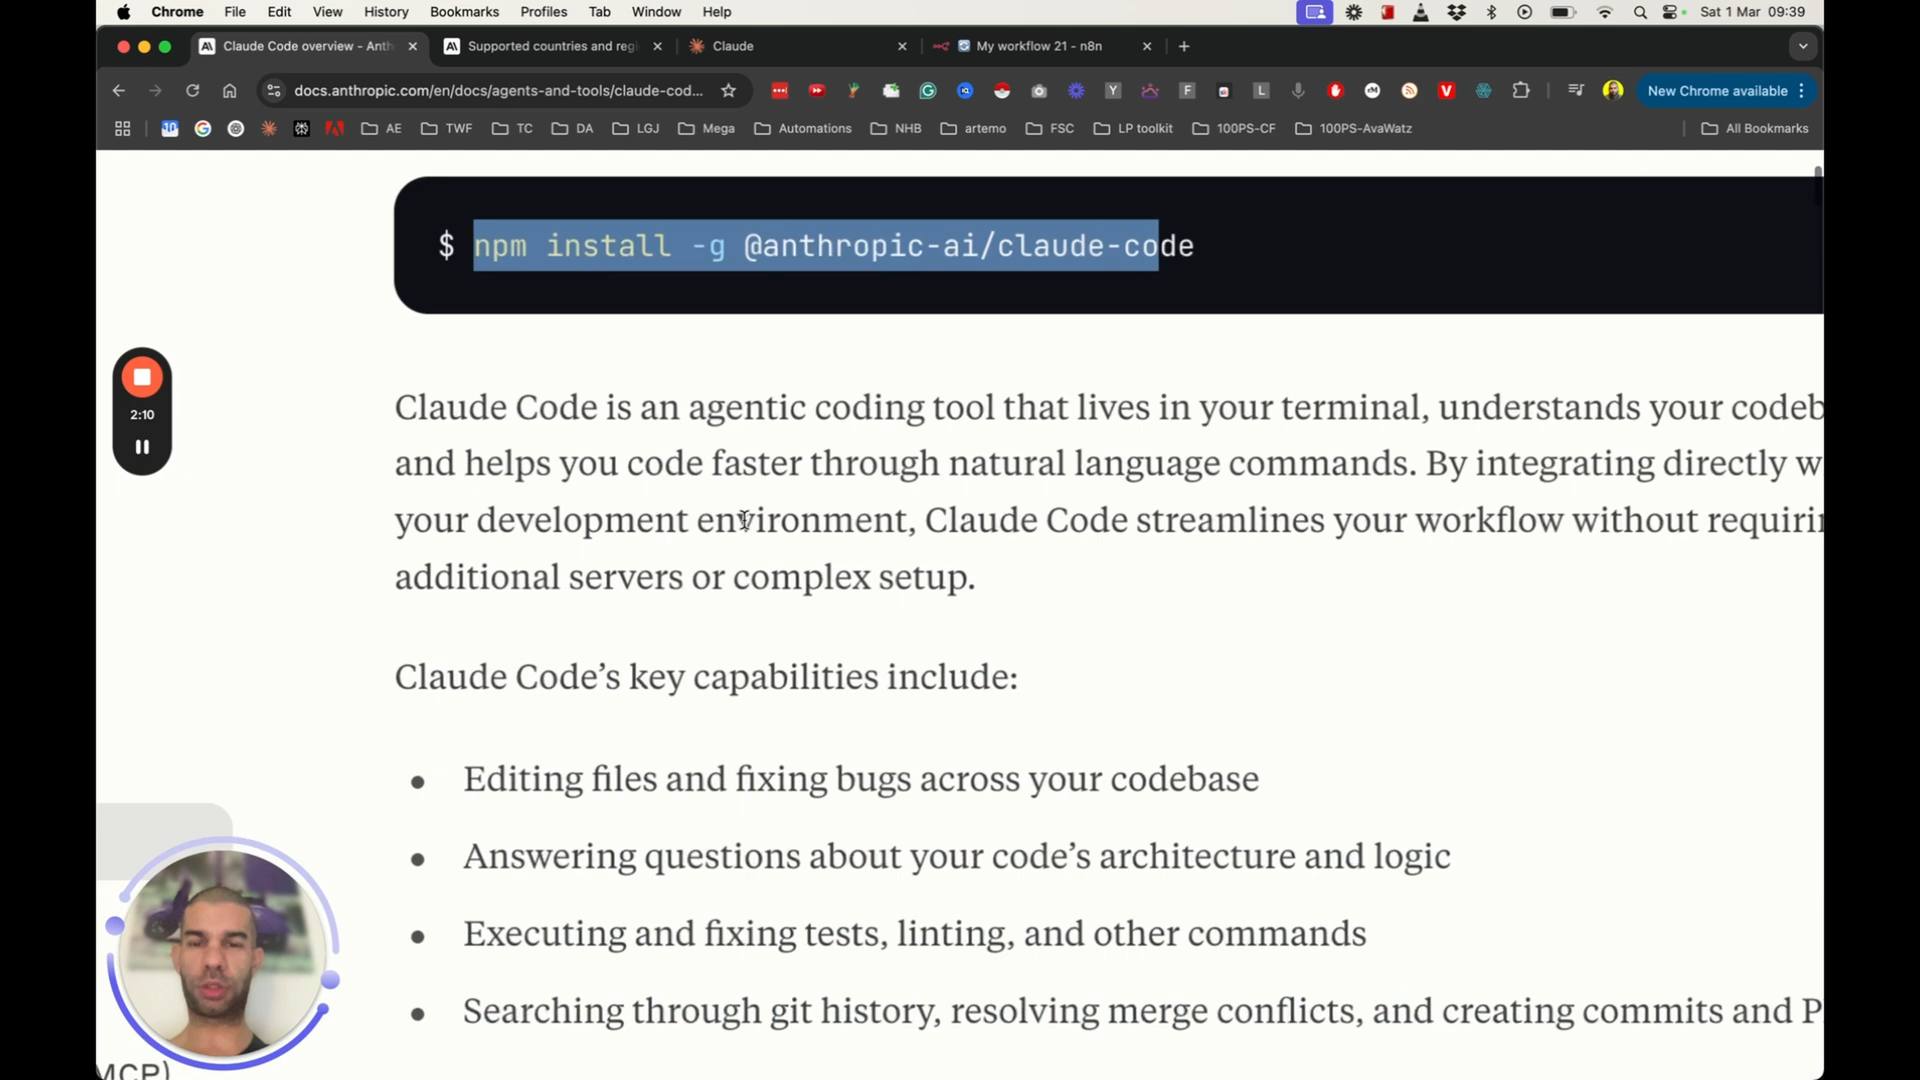 Chrome File Edit View History Bookmarks Profiles Tab Window Help Sat 1 Mar 09:39
Claude Code overview - Anth Supported countries and regi Claude My workflow 21 - n8n
docs.anthropic.com/en/docs/agents-and-tools/claude-cod... New Chrome available
AE TWF TC DA LGJ Mega Automations NHB artemo FSC LP toolkit 100PS-CF 100PS-AvaWatz All Bookmarks
$ npm install -g @anthropic-ai/claude-code
Claude Code is an agentic coding tool that lives in your terminal, understands your codeb
and helps you code faster through natural language commands. By integrating directly w
your development environment, Claude Code streamlines your workflow without requirin
additional servers or complex setup.
2:10
Claude Code’s key capabilities include:
Editing files and fixing bugs across your codebase
Answering questions about your code’s architecture and logic
Executing and fixing tests, linting, and other commands
Searching through git history, resolving merge conflicts, and creating commits and P
MCP)